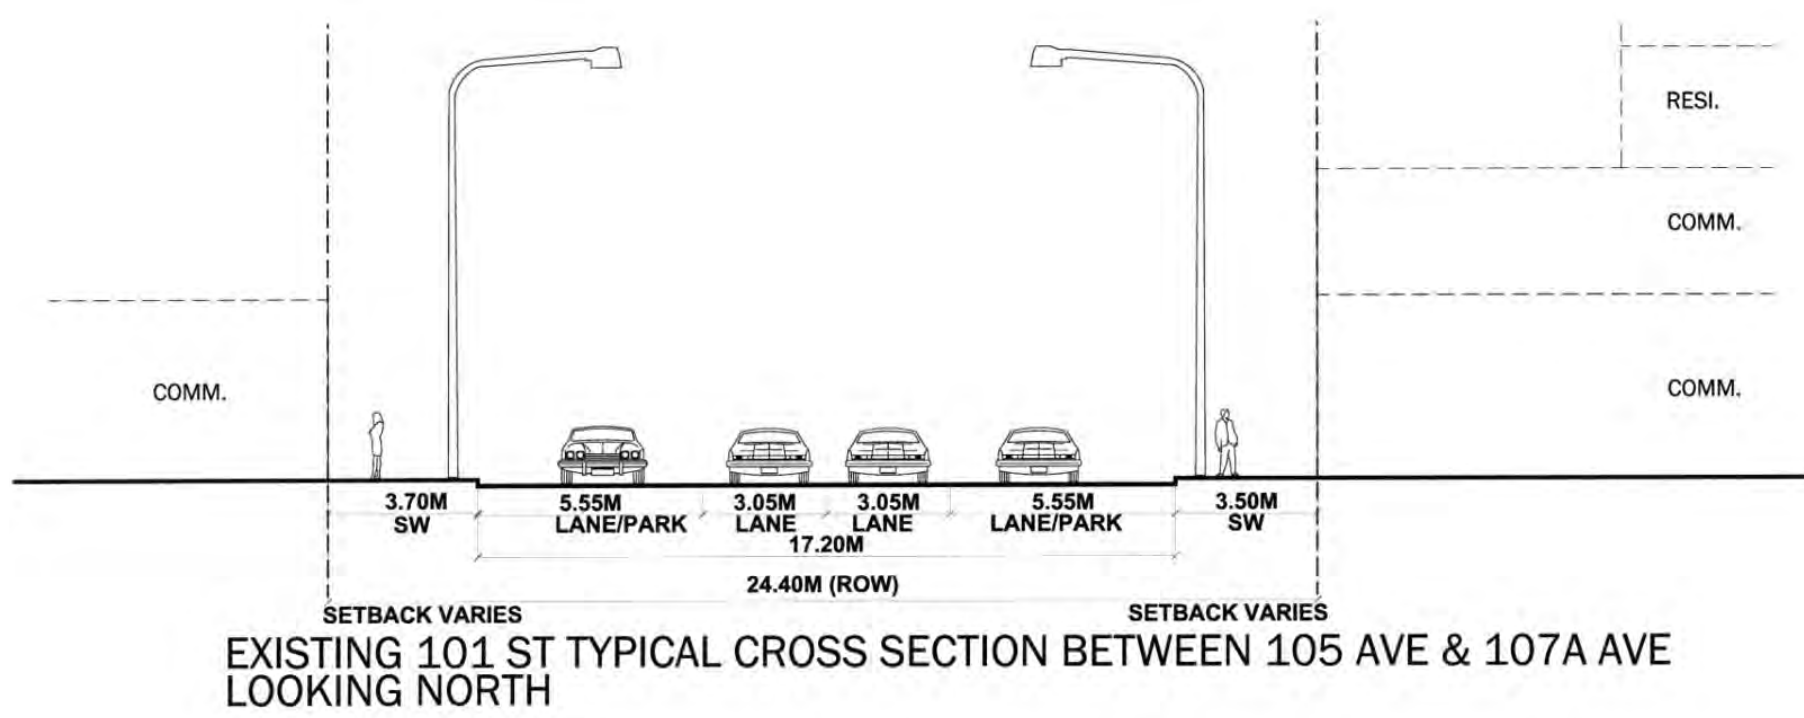 RESI.
COMM.
COMM.
COMM.
3.70M 5.55M 3.05M 3.05M 5.55M 3.50M
SW LANE/PARK LANE LANE LANE/PARK SW
17.20M
24.40M (ROW)
SETBACK VARIES SETBACK VARIES
EXISTING 101 ST TYPICAL CROSS SECTION BETWEEN 105 AVE & 107A AVE
LOOKING NORTH